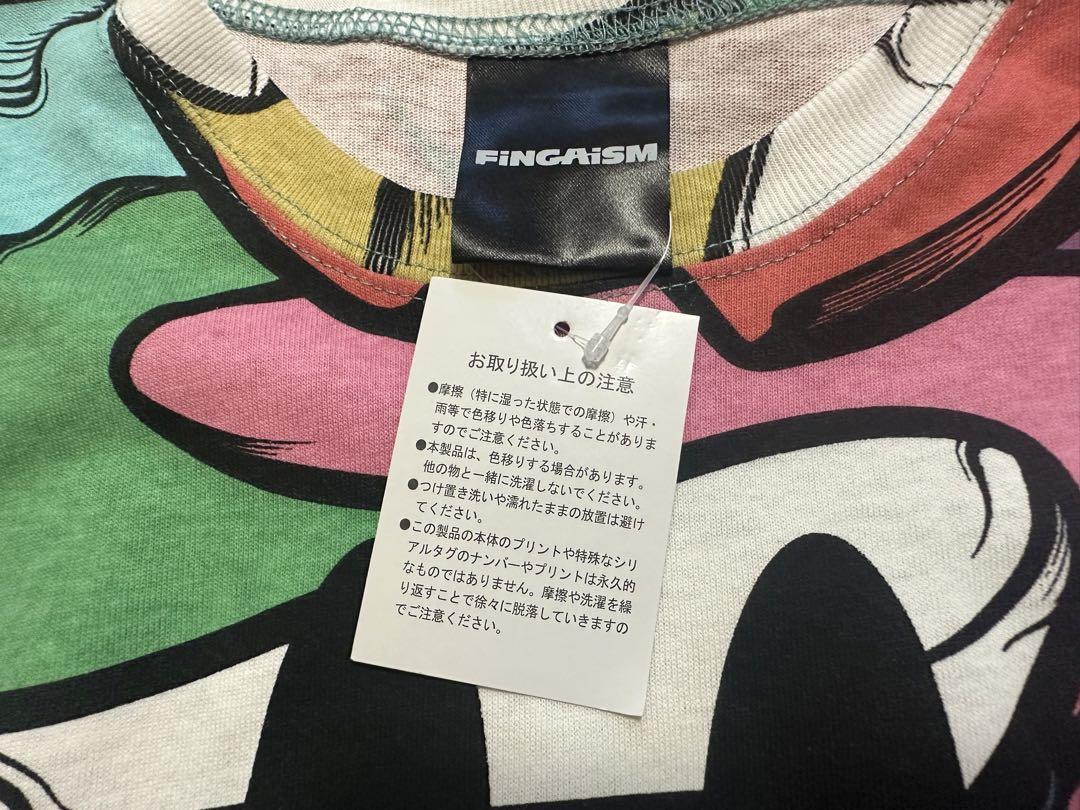 FiNGAiSM
お取り扱い上の注意
●摩擦（特に湿った状態での摩擦）や汗・
雨等で色移りや色落ちすることがありま
すのでご注意ください。
●本製品は、色移りする場合があります。
他の物と一緒に洗濯しないでください。
●つけ置き洗いや濡れたままの放置は避け
てください。
●この製品の本体のプリントや特殊なシリ
アルタグのナンバーやプリントは永久的
なものではありません。摩擦や洗濯を繰
り返すことで徐々に脱落していきますの
でご注意ください。